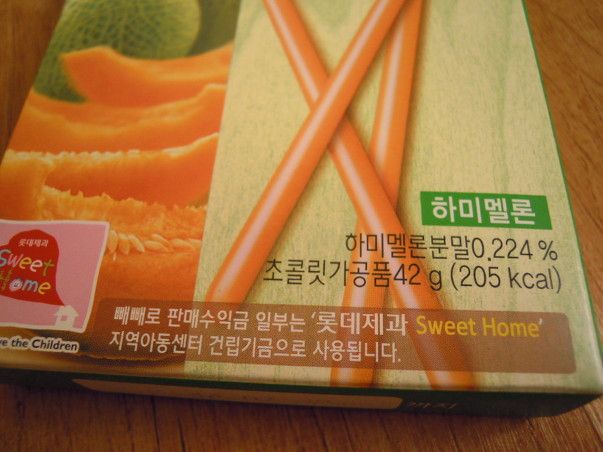 하미멜론
하미멜론분말0.224 %
초콜릿가공품42 g (205 kcal)
롯데제과
Sweet
Home
빼빼로 판매수익금 일부는 '롯데제과 Sweet Home'
지역아동센터 건립기금으로 사용됩니다.
ve the Children